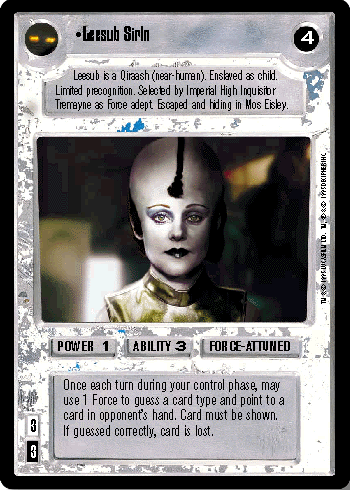 •Leesub Sirln
4
Leesub is a Qiraash (near-human). Enslaved as child.
Limited precognition. Selected by Imperial High Inquisitor
Tremayne as Force adept. Escaped and hiding in Mos Eisley.
POWER 1
ABILITY 3
FORCE-ATTUNED
Once each turn during your control phase, may
use 1 Force to guess a card type and point to a
card in opponent's hand. Card must be shown.
If guessed correctly, card is lost.
3
3